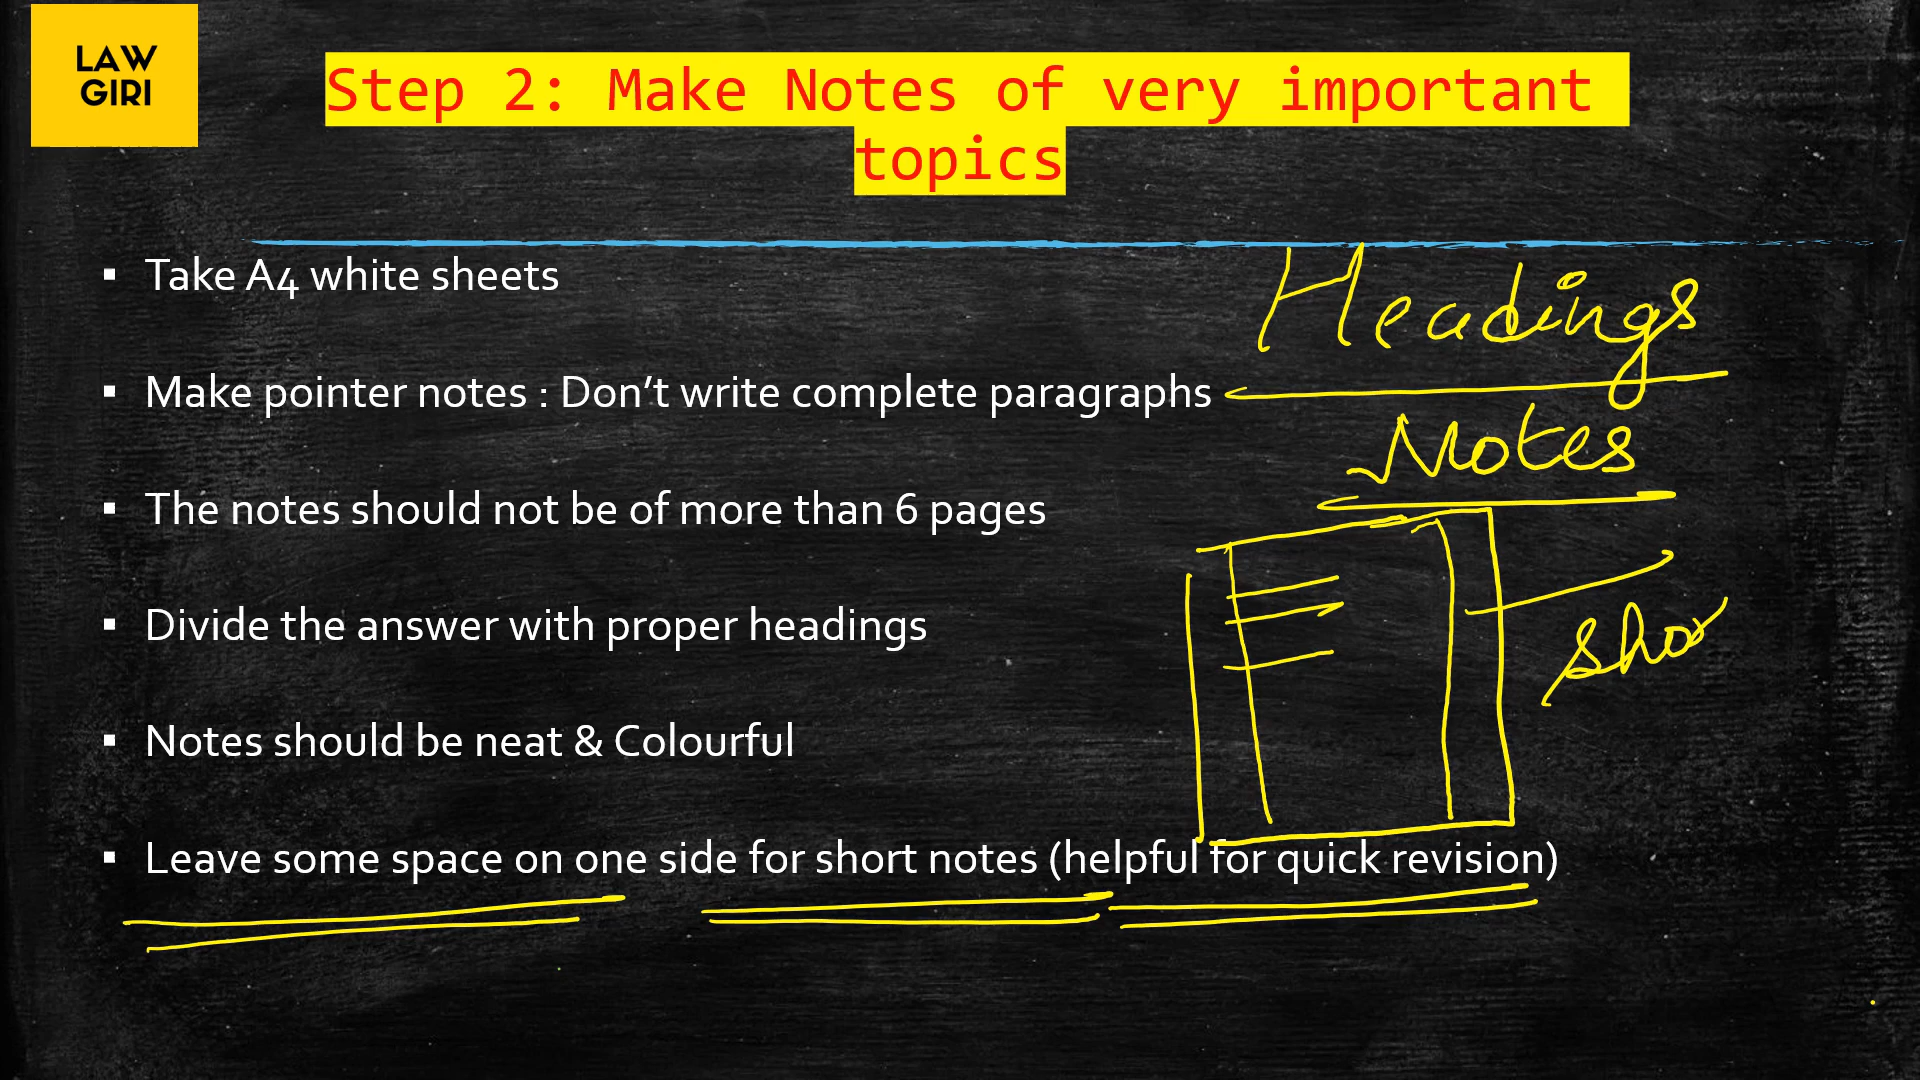 LAW
GIRI
Step 2: Make Notes of very important
topics
Take A4 white sheets
Headings
Make pointer notes : Don’t write complete paragraphs
Notes
The notes should not be of more than 6 pages
Divide the answer with proper headings
Sho
Notes should be neat & Colourful
Leave some space on one side for short notes (helpful for quick revision)